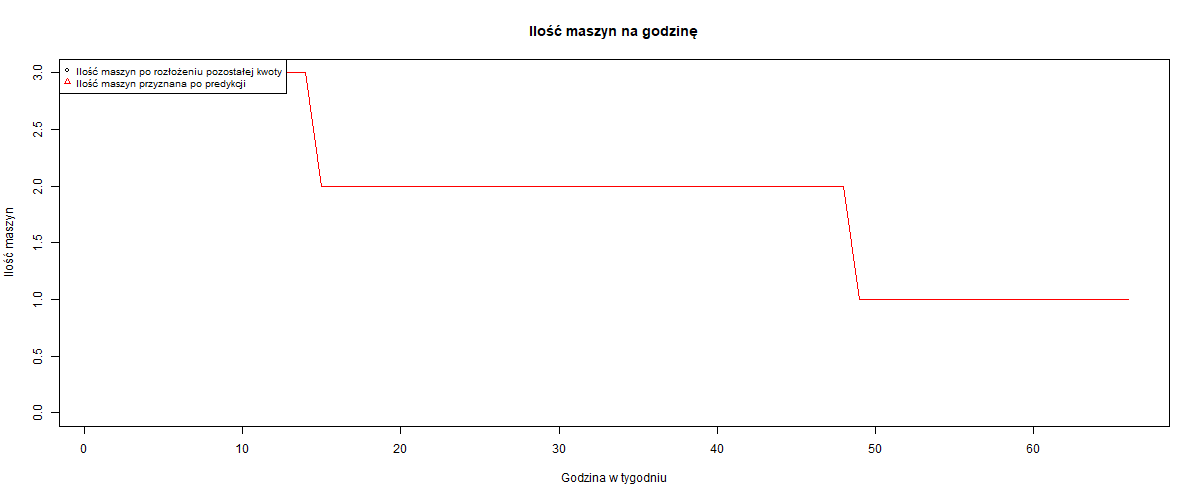 Ilość maszyn na godzinę
Ilość maszyn po rozłożeniu pozostałej kwoty
Ilość maszyn przyznana po predykcji
Ilość maszyn
3.0
2.5
2.0
1.5
1.0
0.5
0.0
0 10 20 30 40 50 60
Godzina w tygodniu